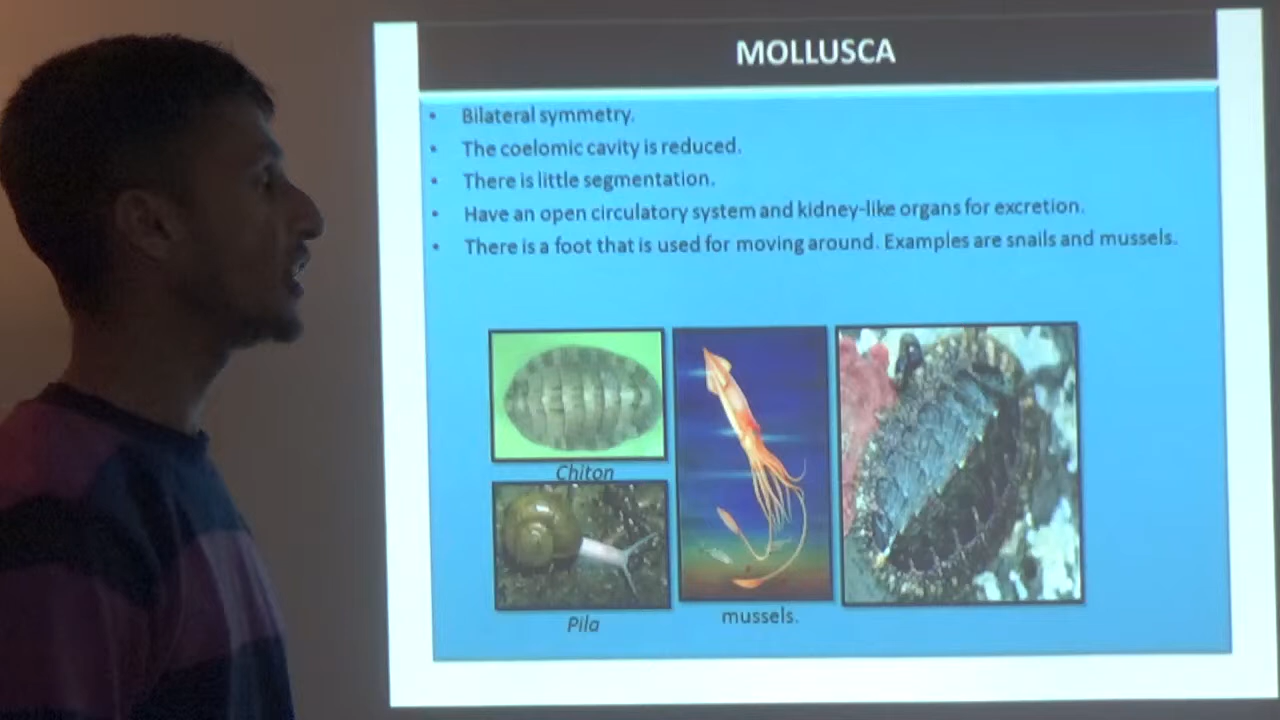 MOLLUSCA
• Bilateral symmetry.
• The coelomic cavity is reduced.
• There is little segmentation.
• Have an open circulatory system and kidney-like organs for excretion.
• There is a foot that is used for moving around. Examples are snails and mussels.
Chiton
Pila
mussels.